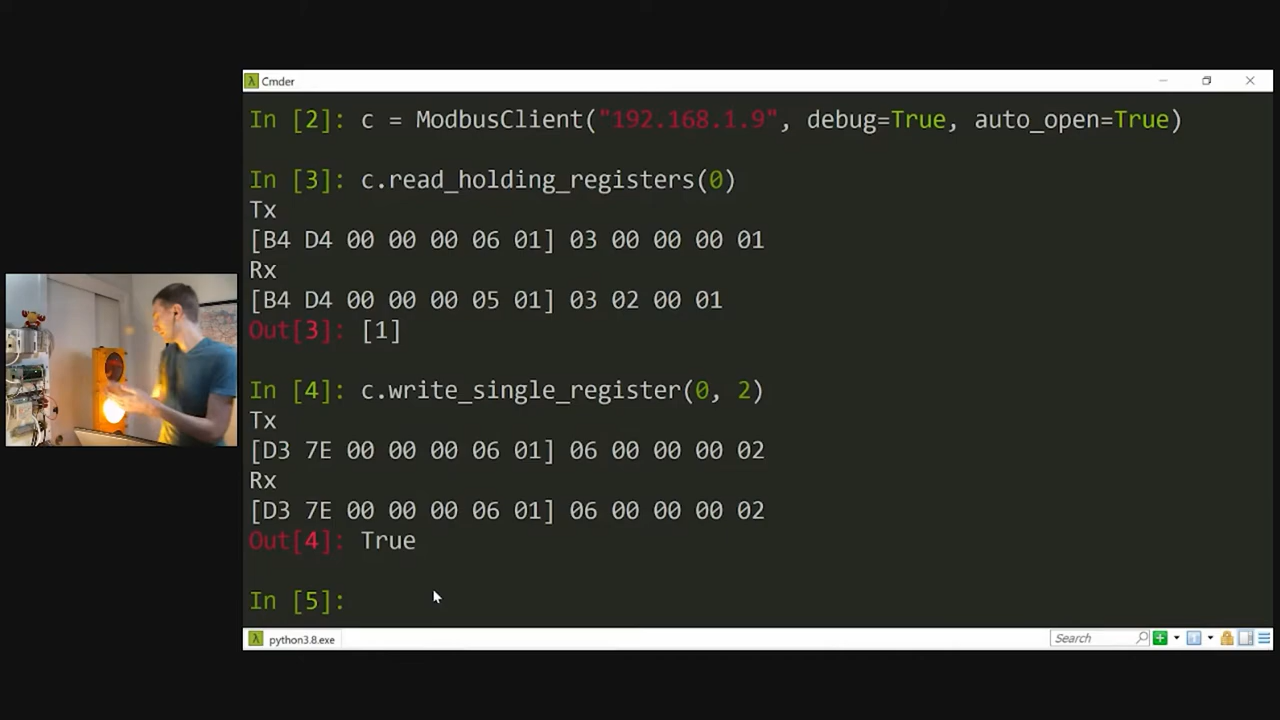 Cmder
In [2]: c = ModbusClient("192.168.1.9", debug=True, auto_open=True)
In [3]: c.read_holding_registers(0)
Tx
[B4 D4 00 00 00 06 01] 03 00 00 00 01
Rx
[B4 D4 00 00 00 05 01] 03 02 00 01
Out[3]: [1]
In [4]: c.write_single_register(0, 2)
Tx
[D3 7E 00 00 00 06 01] 06 00 00 00 02
Rx
[D3 7E 00 00 00 06 01] 06 00 00 00 02
Out[4]: True
In [5]:
python3.8.exe
Search